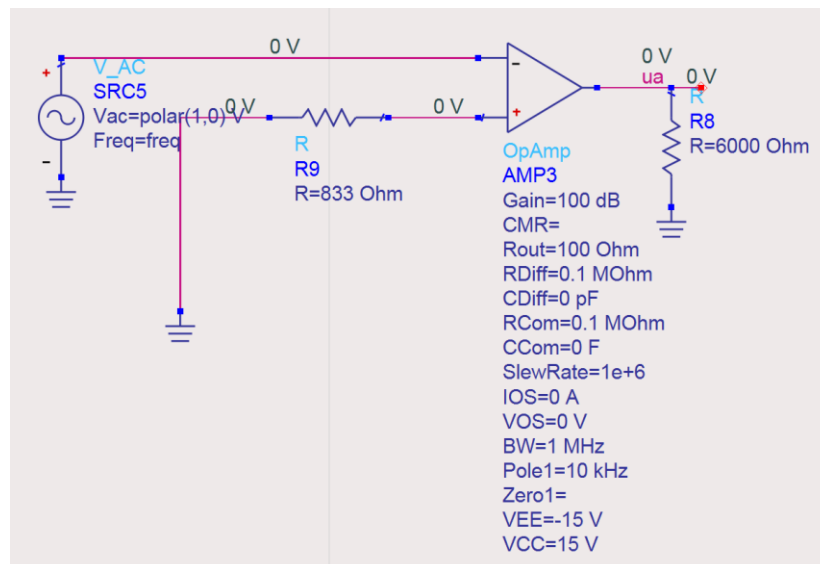 0 V
+
V_AC
SRC5
Vac=polar(1,0) V
Freq=freq
-
0 V
R
R9
R=833 Ohm
0 V
-
+
OpAmp
AMP3
Gain=100 dB
CMR=
Rout=100 Ohm
RDiff=0.1 MOhm
CDiff=0 pF
RCom=0.1 MOhm
CCom=0 F
SlewRate=1e+6
IOS=0 A
VOS=0 V
BW=1 MHz
Pole1=10 kHz
Zero1=
VEE=-15 V
VCC=15 V
0 V
ua
0 V
R
R8
R=6000 Ohm